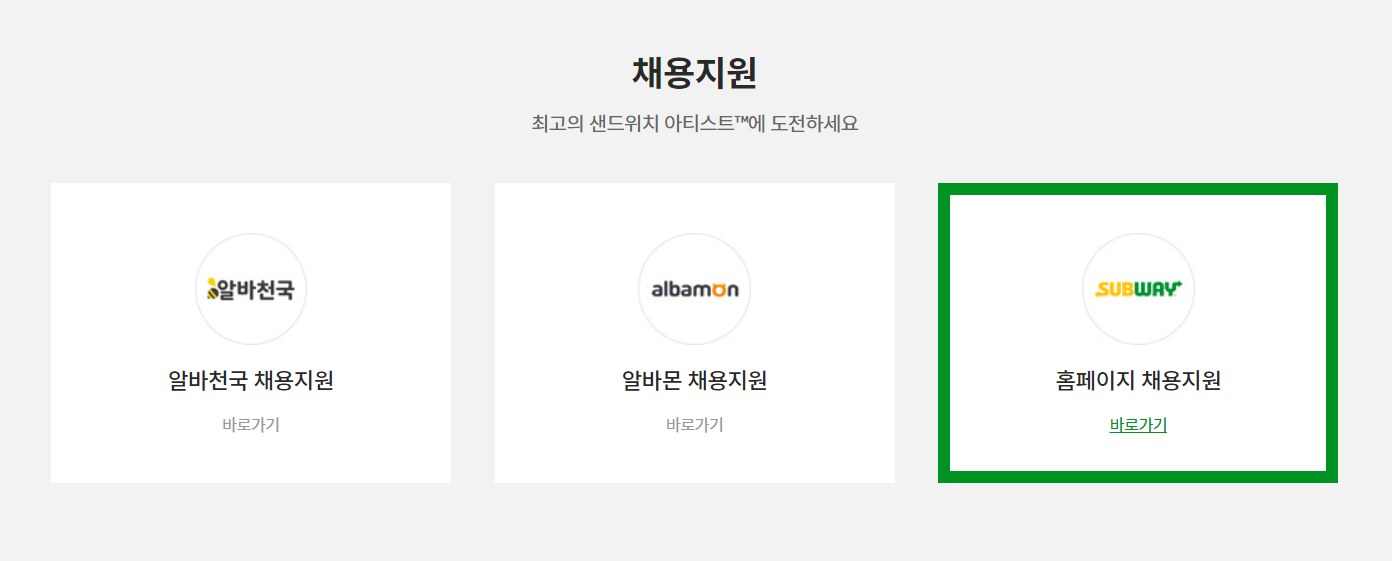 채용지원
최고의 샌드위치 아티스트™에 도전하세요
알바천국
알바천국 채용지원
바로가기
albamon
알바몬 채용지원
바로가기
SUBWAY
홈페이지 채용지원
바로가기